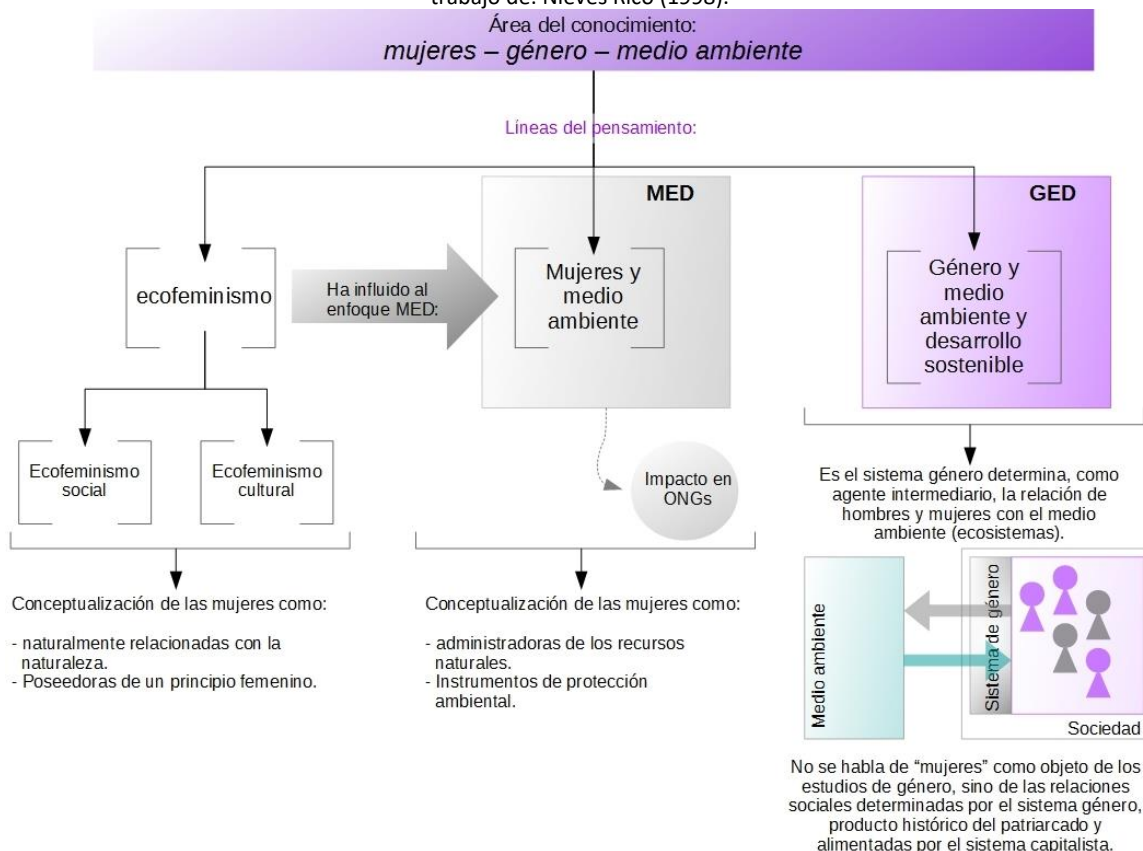 trabajo de: Nieves Rico (1998).
Área del conocimiento:
mujeres – género – medio ambiente
Líneas del pensamiento:
ecofeminismo
Ha influido al
enfoque MED:
MED
Mujeres y
medio
ambiente
GED
Género y
medio
ambiente y
desarrollo
sostenible
Ecofeminismo
social
Ecofeminismo
cultural
Impacto en
ONGs
Conceptualización de las mujeres como:
- naturalmente relacionadas con la
naturaleza.
- Poseedoras de un principio femenino.
Conceptualización de las mujeres como:
- administradoras de los recursos
naturales.
- Instrumentos de protección
ambiental.
Es el sistema género determina, como
agente intermediario, la relación de
hombres y mujeres con el medio
ambiente (ecosistemas).
Medio ambiente
Sistema de género
Sociedad
No se habla de “mujeres” como objeto de los
estudios de género, sino de las relaciones
sociales determinadas por el sistema género,
producto histórico del patriarcado y
alimentadas por el sistema capitalista.